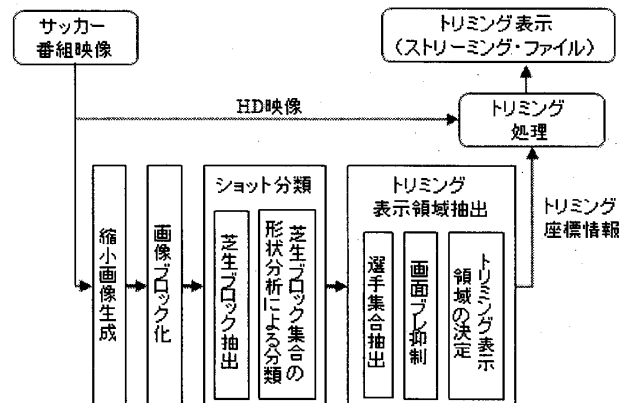 サッカー
番組映像
トリミング表示
(ストリーミング・ファイル)
HD映像
トリミング
処理
ショット分類
トリミング
表示領域抽出
トリミング
座標情報
縮小画像生成
画像ブロック化
芝生ブロック抽出
芝生ブロック集合の
形状分析による分類
選手集合抽出
画面ブレ抑制
トリミング表示
領域の決定